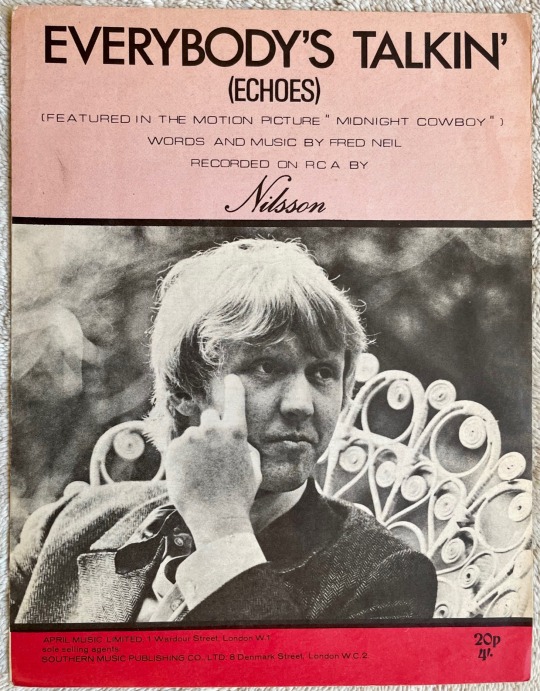 EVERYBODY'S TALKIN'
(ECHOES)
(FEATURED IN THE MOTION PICTURE " MIDNIGHT COWBOY " )
WORDS AND MUSIC BY FRED NEIL
RECORDED ON RCA BY
Nilsson
APRIL MUSIC LIMITED, 1 Wardour Street, London W.1
sole selling agents:
SOUTHERN MUSIC PUBLISHING CO., LTD. 8 Denmark Street, London W.C.2.
20p
4/-